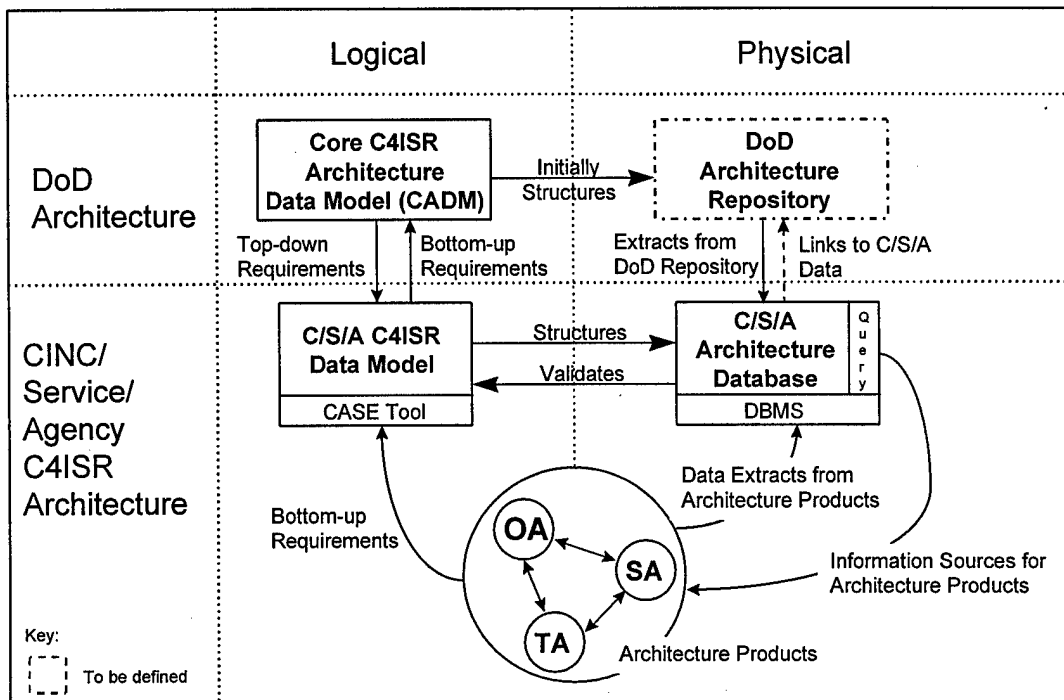 Logical
Physical
DoD
Architecture
Core C4ISR
Architecture
Data Model (CADM)
Initially
Structures
DoD
Architecture
Repository
Top-down
Requirements
Bottom-up
Requirements
Extracts from
DoD Repository
Links to C/S/A
Data
CINC/
Service/
Agency
C4ISR
Architecture
C/S/A C4ISR
Data Model
CASE Tool
Structures
Validates
C/S/A
Architecture
Database
Query
DBMS
Bottom-up
Requirements
Data Extracts from
Architecture Products
OA
SA
TA
Information Sources for
Architecture Products
Architecture Products
Key:
To be defined